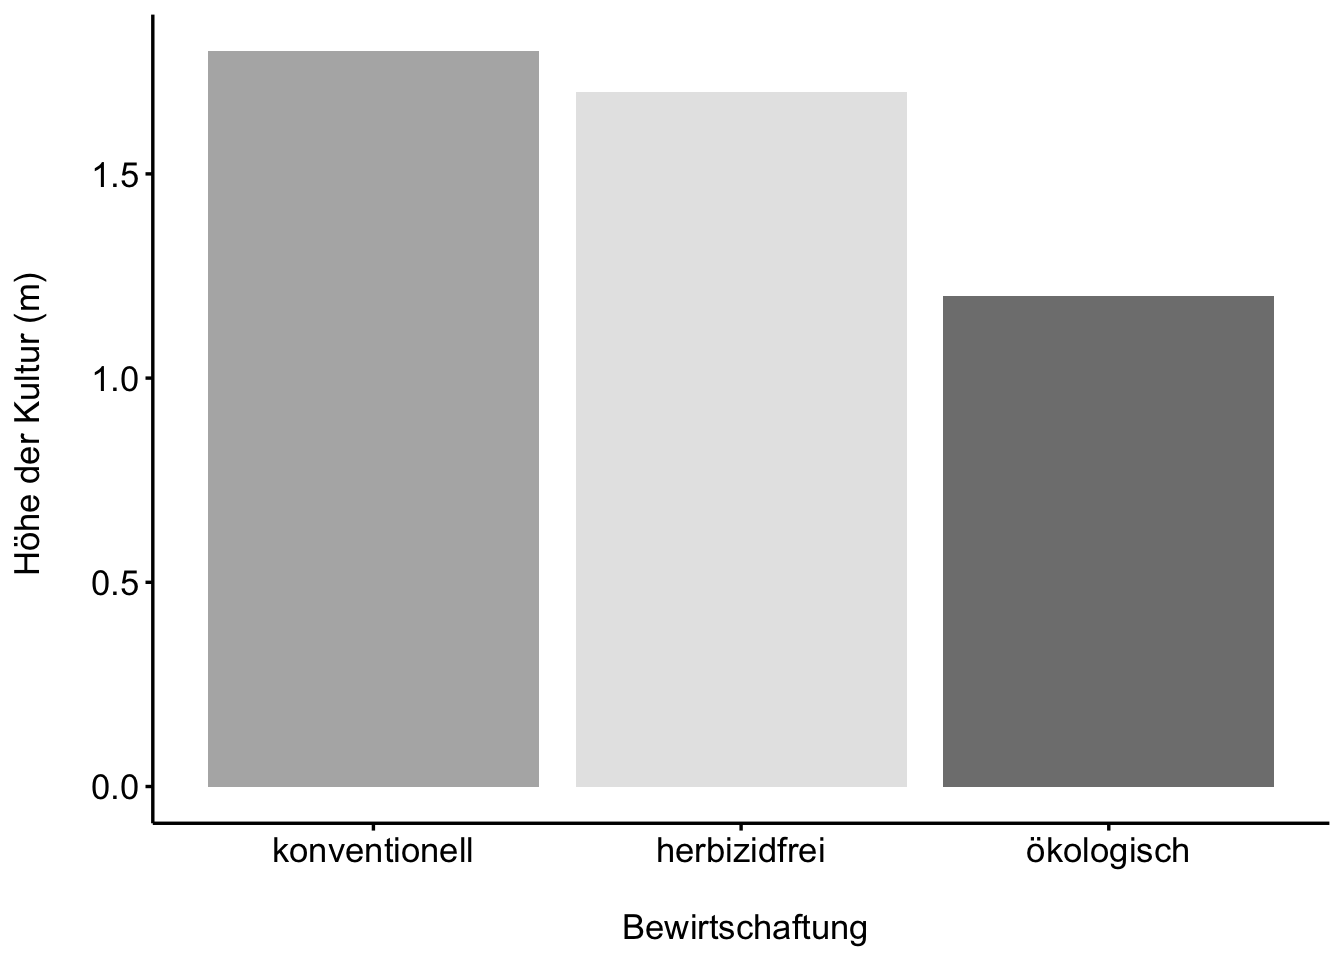 Höhe der Kultur (m)
1.5
1.0
0.5
0.0
konventionell
herbizidfrei
ökologisch
Bewirtschaftung